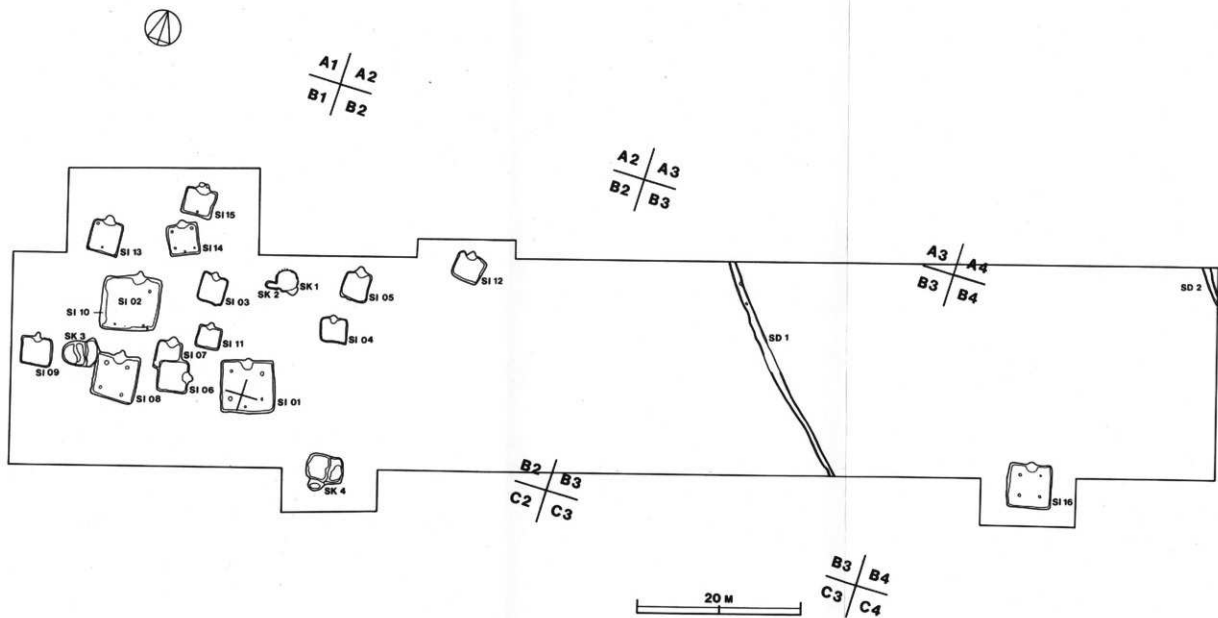 A1 A2
B1 B2
A2 A3
B2 B3
SI 15
SI 13
SI 14
A3 A4
B3 B4
SI 12
SK 2
SK 1
SI 03
SI 05
SD 2
SI 02
SI 10
SK 3
SI 11
SI 04
SD 1
SI 07
SI 09
SI 06
SI 08
SI 01
B2 B3
C2 C3
SK 4
SI 16
B3 B4
C3 C4
20 M